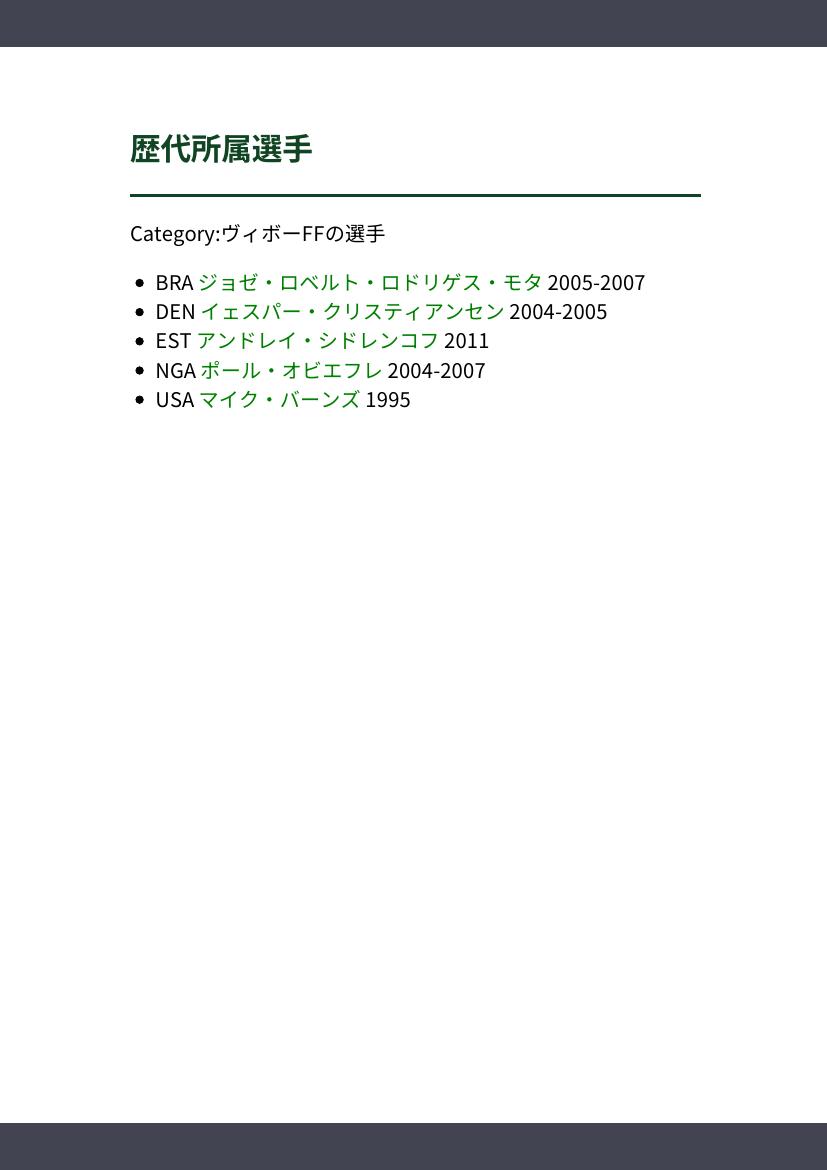 歴代所属選手
Category:ヴィボーFFの選手
BRA ジョゼ・ロベルト・ロドリゲス・モタ 2005-2007
DEN イェスパー・クリスティアンセン 2004-2005
EST アンドレイ・シドレンコフ 2011
NGA ポール・オビエフレ 2004-2007
USA マイク・バーンズ 1995